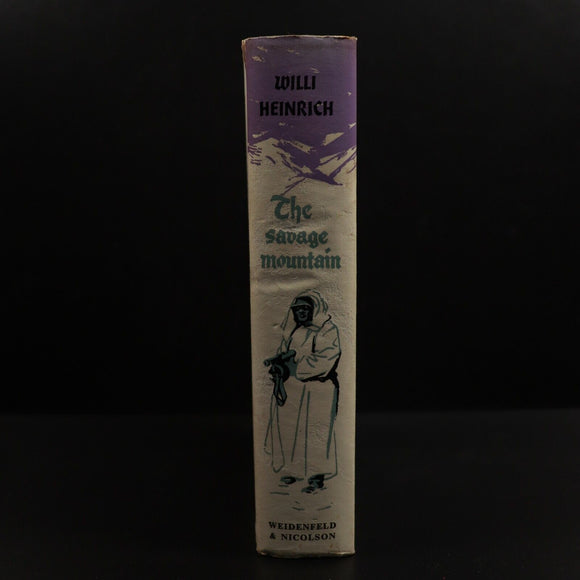 WILLI
HEINRICH
The
savage
mountain
WEIDENFELD
& NICOLSON